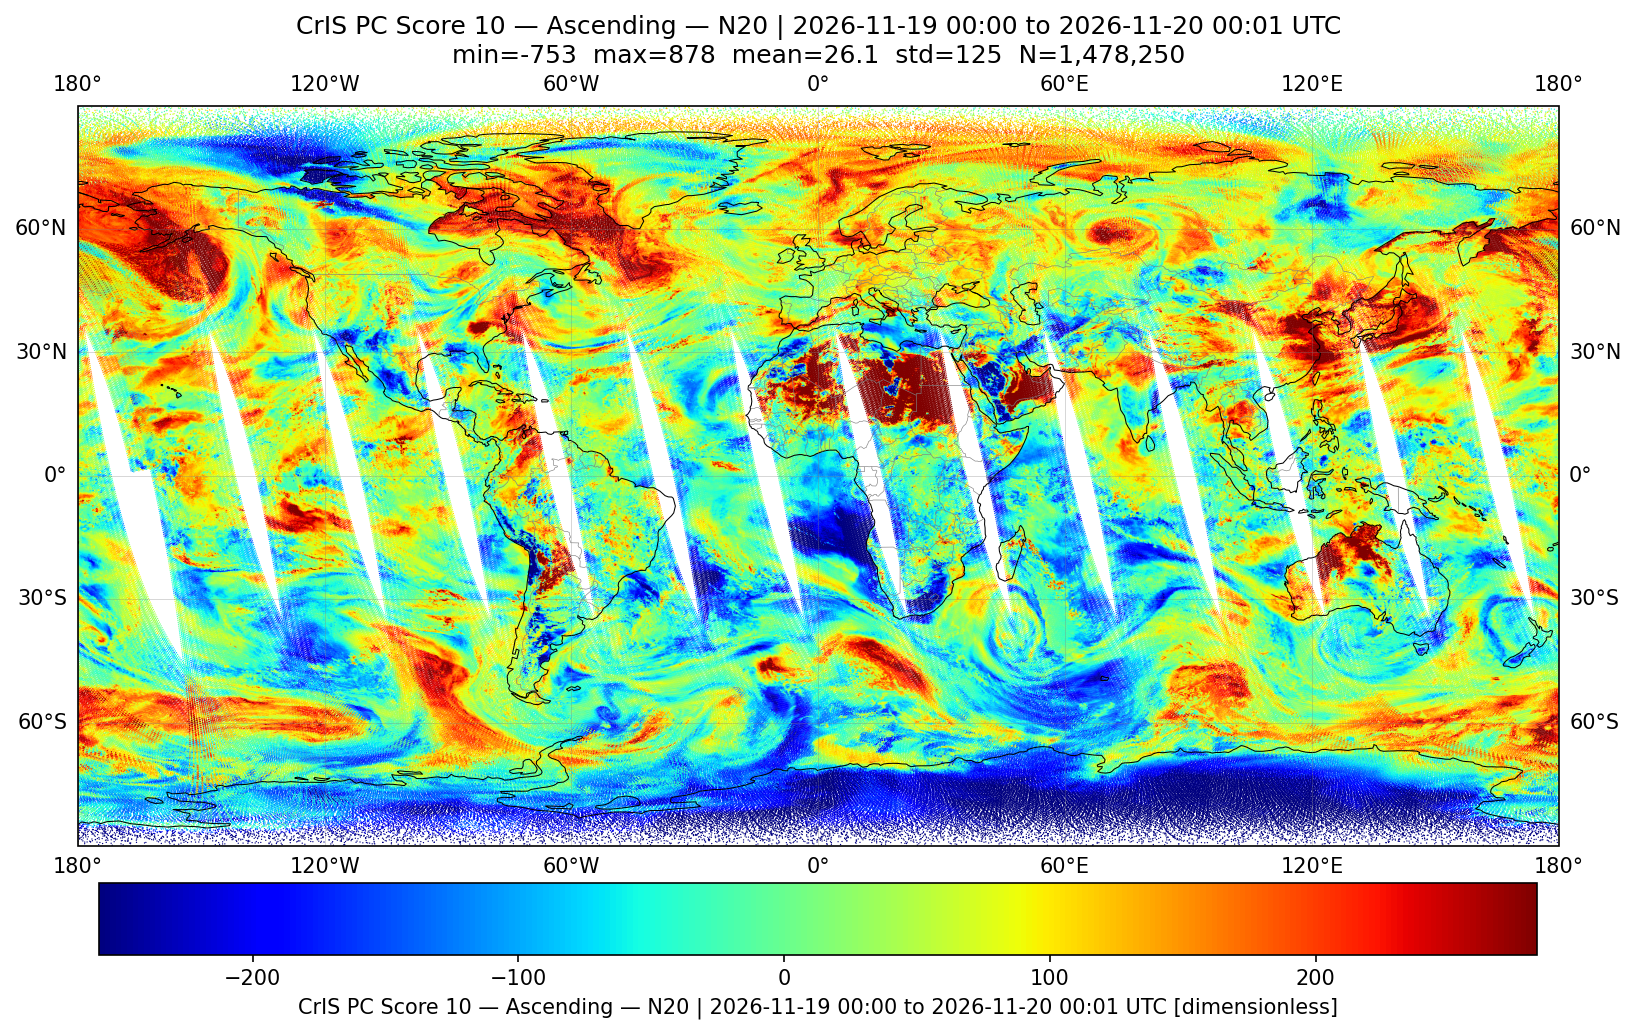 CrIS PC Score 10 — Ascending — N20 | 2026-11-19 00:00 to 2026-11-20 00:01 UTC
min=-753 max=878 mean=26.1 std=125 N=1,478,250
180° 120°W 60°W 0° 60°E 120°E 180°
60°N 60°N
30°N 30°N
0° 0°
30°S 30°S
60°S 60°S
180° 120°W 60°W 0° 60°E 120°E 180°
−200 −100 0 100 200
CrIS PC Score 10 — Ascending — N20 | 2026-11-19 00:00 to 2026-11-20 00:01 UTC [dimensionless]